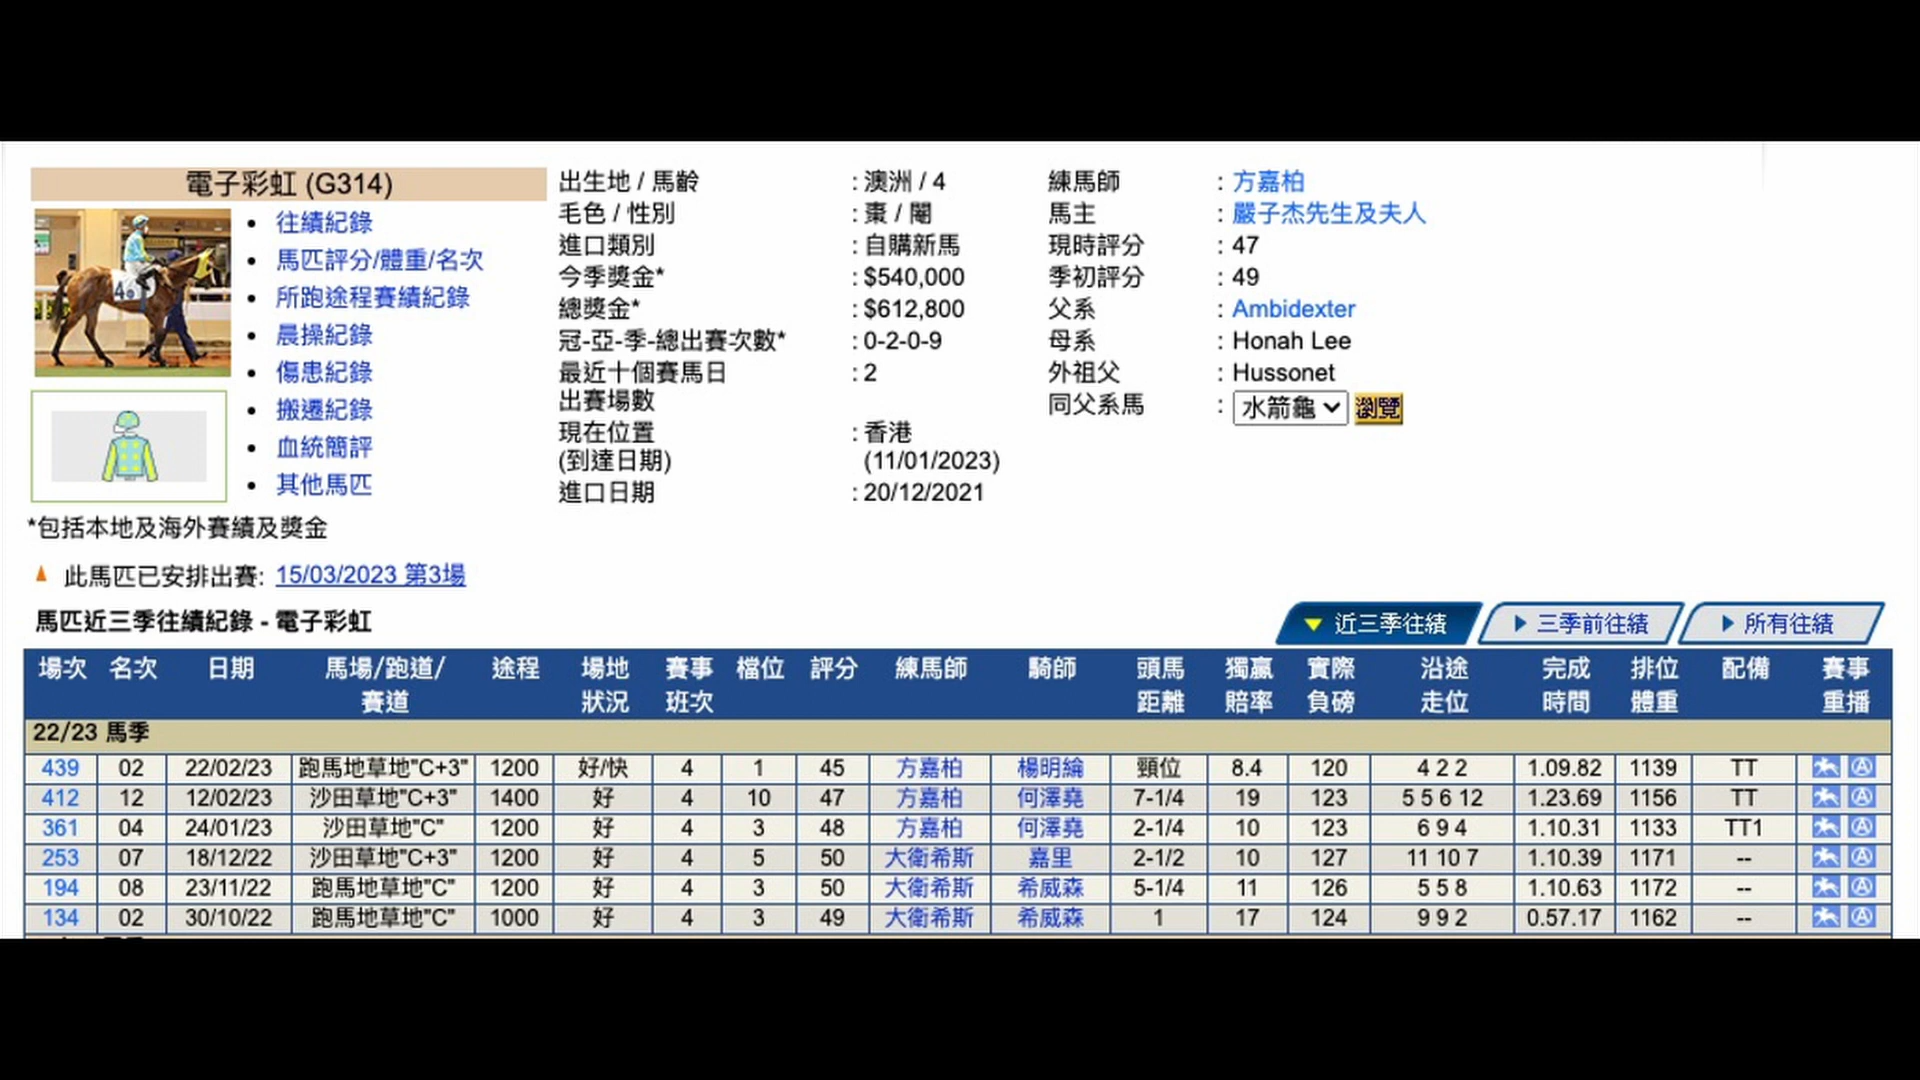 電子彩虹 (G314)
往績紀錄
馬匹評分/體重/名次
所跑途程賽績紀錄
晨操紀錄
傷患紀錄
搬遷紀錄
血統簡評
其他馬匹
*包括本地及海外賽績及獎金
出生地 / 馬齡 : 澳洲 / 4
毛色 / 性別 : 棗 / 閹
進口類別 : 自購新馬
今季獎金* : $540,000
總獎金* : $612,800
冠-亞-季-總出賽次數* : 0-2-0-9
最近十個賽馬日 : 2
出賽場數
現在位置 : 香港
(到達日期) (11/01/2023)
進口日期 : 20/12/2021
練馬師 : 方嘉柏
馬主 : 嚴子杰先生及夫人
現時評分 : 47
季初評分 : 49
父系 : Ambidexter
母系 : Honah Lee
外祖父 : Hussonet
同父系馬 : 水箭龜 瀏覽
此馬匹已安排出賽: 15/03/2023 第3場
馬匹近三季往績紀錄 - 電子彩虹
近三季往績 三季前往績 所有往績
場次 名次 日期 馬場/跑道/ 途程 場地 賽事 檔位 評分 練馬師 騎師 頭馬 獨贏 實際 沿途 完成 排位 配備 賽事
賽道 狀況 班次 距離 賠率 負磅 走位 時間 體重 重播
22/23 馬季
439 02 22/02/23 跑馬地草地"C+3" 1200 好/快 4 1 45 方嘉柏 楊明綸 頸位 8.4 120 4 2 2 1.09.82 1139 TT
412 12 12/02/23 沙田草地"C+3" 1400 好 4 10 47 方嘉柏 何澤堯 7-1/4 19 123 5 5 6 12 1.23.69 1156 TT
361 04 24/01/23 沙田草地"C" 1200 好 4 3 48 方嘉柏 何澤堯 2-1/4 10 123 6 9 4 1.10.31 1133 TT1
253 07 18/12/22 沙田草地"C+3" 1200 好 4 5 50 大衛希斯 嘉里 2-1/2 10 127 11 10 7 1.10.39 1171 --
194 08 23/11/22 跑馬地草地"C" 1200 好 4 3 50 大衛希斯 希威森 5-1/4 11 126 5 5 8 1.10.63 1172 --
134 02 30/10/22 跑馬地草地"C" 1000 好 4 3 49 大衛希斯 希威森 1 17 124 9 9 2 0.57.17 1162 --